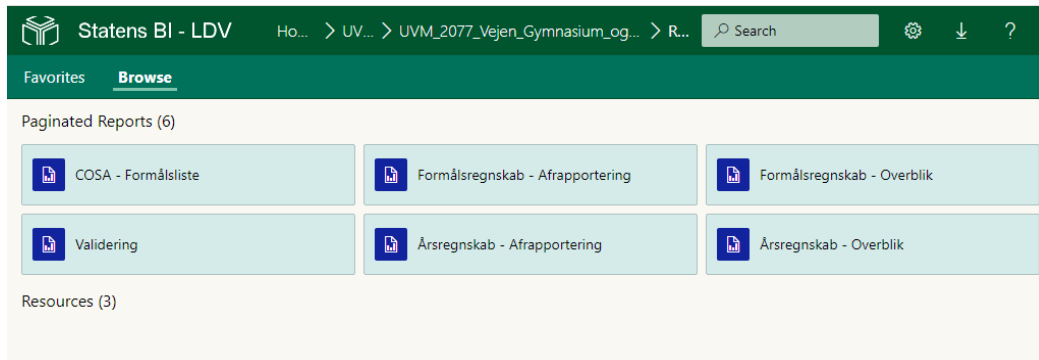 Statens BI - LDV Ho... > UV... > UVM_2077_Vejen_Gymnasium_og... > R... Search ?
Favorites Browse
Paginated Reports (6)
COSA - Formålsliste Formålsregnskab - Afrapportering Formålsregnskab - Overblik
Validering Årsregnskab - Afrapportering Årsregnskab - Overblik
Resources (3)